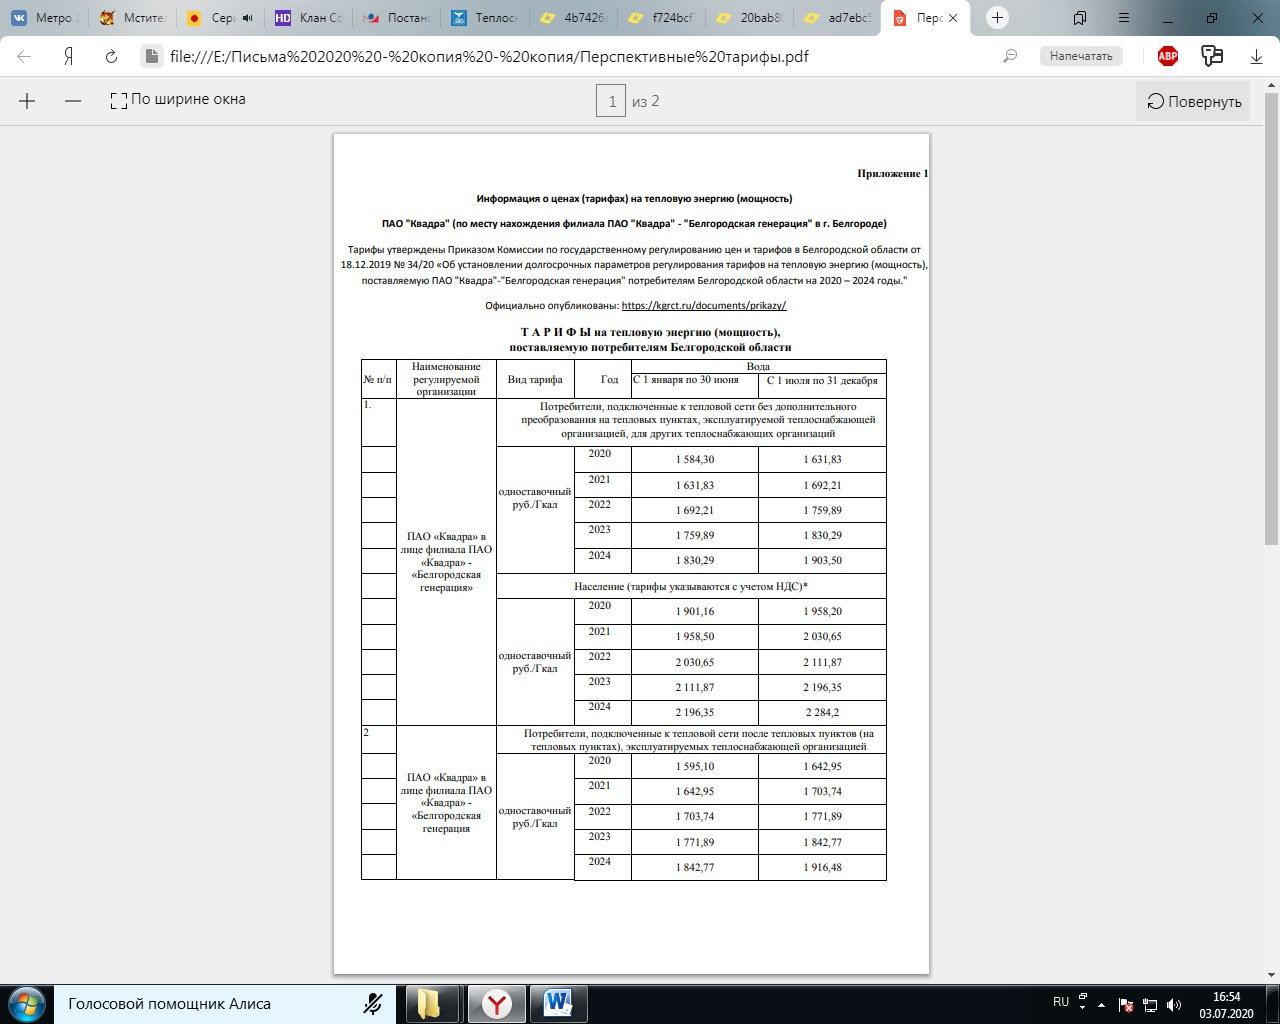 Метро 2
Мстите
Сери
Клан Со
Постан
Теплосн
4b7426a
f724bcf
20bab80
ad7ebc5
Перс
file:///E:/Письма%202020%20-%20копия%20-%20копия/Перспективные%20тарифы.pdf
Напечатать
ABP
По ширине окна
1 из 2
Повернуть
Приложение 1
Информация о ценах (тарифах) на тепловую энергию (мощность)
ПАО "Квадра" (по месту нахождения филиала ПАО "Квадра" - "Белгородская генерация" в г. Белгороде)
Тарифы утверждены Приказом Комиссии по государственному регулированию цен и тарифов в Белгородской области от
18.12.2019 № 34/20 «Об установлении долгосрочных параметров регулирования тарифов на тепловую энергию (мощность),
поставляемую ПАО "Квадра"-"Белгородская генерация" потребителям Белгородской области на 2020 – 2024 годы."
Официально опубликованы: https://kgrct.ru/documents/prikazy/
Т А Р И Ф Ы на тепловую энергию (мощность),
поставляемую потребителям Белгородской области
№ п/п
Наименование
регулируемой
организации
Вид тарифа
Год
Вода
С 1 января по 30 июня
С 1 июля по 31 декабря
1.
ПАО «Квадра» в
лице филиала ПАО
«Квадра» -
«Белгородская
генерация»
Потребители, подключенные к тепловой сети без дополнительного
преобразования на тепловых пунктах, эксплуатируемой теплоснабжающей
организацией, для других теплоснабжающих организаций
одноставочный
руб./Гкал
2020 1 584,30 1 631,83
2021 1 631,83 1 692,21
2022 1 692,21 1 759,89
2023 1 759,89 1 830,29
2024 1 830,29 1 903,50
Население (тарифы указываются с учетом НДС)*
одноставочный
руб./Гкал
2020 1 901,16 1 958,20
2021 1 958,50 2 030,65
2022 2 030,65 2 111,87
2023 2 111,87 2 196,35
2024 2 196,35 2 284,2
2
ПАО «Квадра» в
лице филиала ПАО
«Квадра» -
«Белгородская
генерация
Потребители, подключенные к тепловой сети после тепловых пунктов (на
тепловых пунктах), эксплуатируемых теплоснабжающей организацией
одноставочный
руб./Гкал
2020 1 595,10 1 642,95
2021 1 642,95 1 703,74
2022 1 703,74 1 771,89
2023 1 771,89 1 842,77
2024 1 842,77 1 916,48
Голосовой помощник Алиса
RU
16:54
03.07.2020